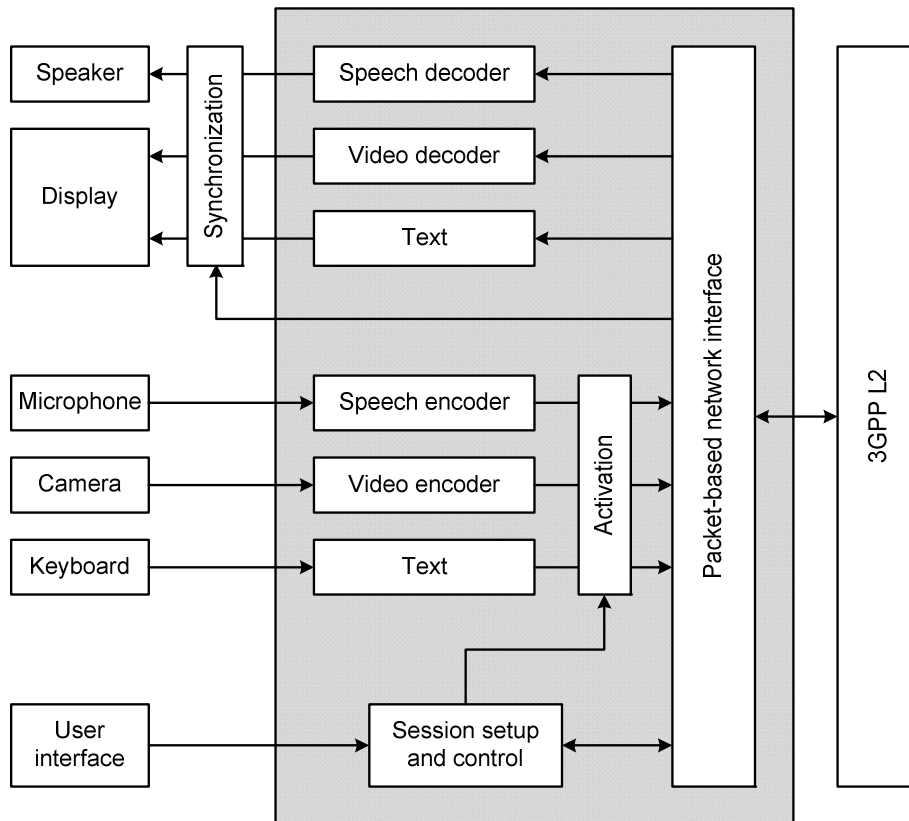 Speaker
Speech decoder
Display
Synchronization
Video decoder
Text
Packet-based network interface
3GPP L2
Microphone
Speech encoder
Activation
Camera
Video encoder
Keyboard
Text
User
interface
Session setup
and control